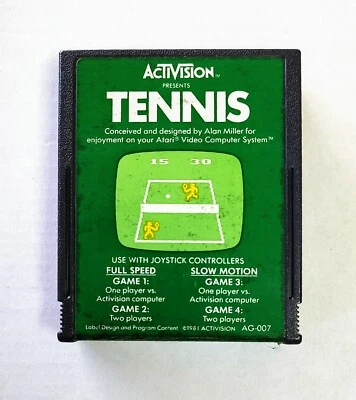 ACTIVISION™
PRESENTS
TENNIS
Conceived and designed by Alan Miller for
enjoyment on your Atari® Video Computer System™
15 30
USE WITH JOYSTICK CONTROLLERS
FULL SPEED SLOW MOTION
GAME 1: GAME 3:
One player vs. One player vs.
Activision computer Activision computer
GAME 2: GAME 4:
Two players Two players
Label Design and Program Content ©1981 ACTIVISION AG-007